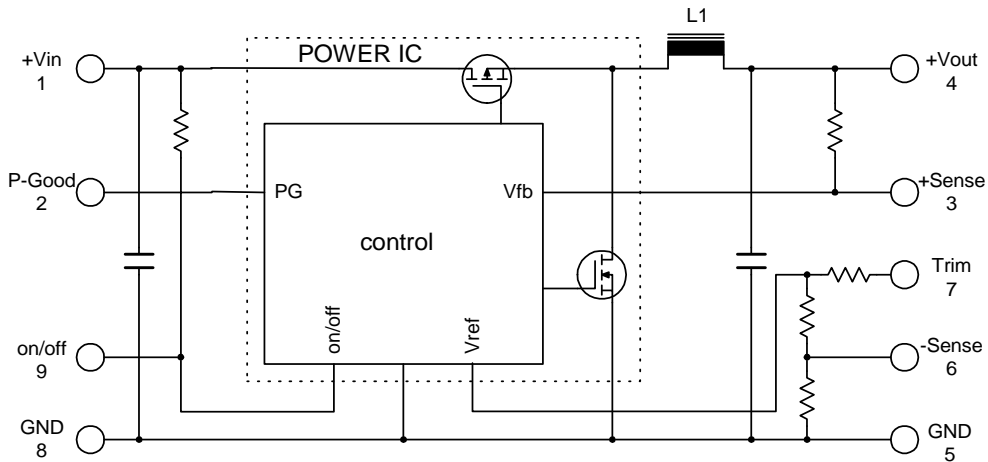 L1
POWER IC
+Vin
1
+Vout
4
P-Good
2
PG
Vfb
+Sense
3
control
Trim
7
on/off
Vref
on/off
9
-Sense
6
GND
8
GND
5